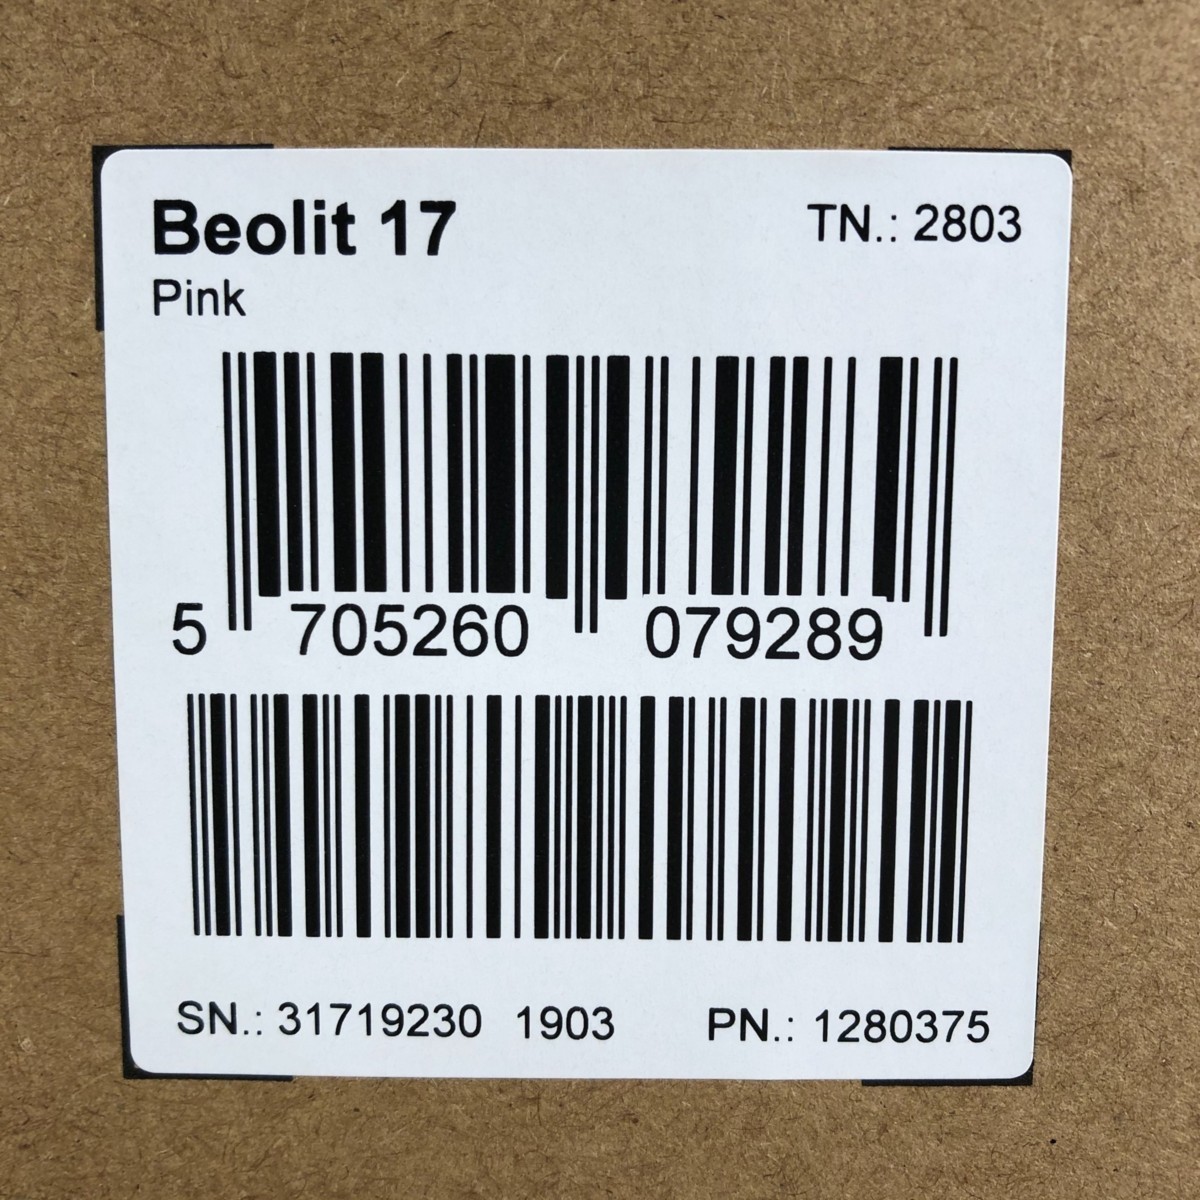 Beolit 17
TN.: 2803
Pink
5 705260 079289
SN.: 31719230 1903
PN.: 1280375